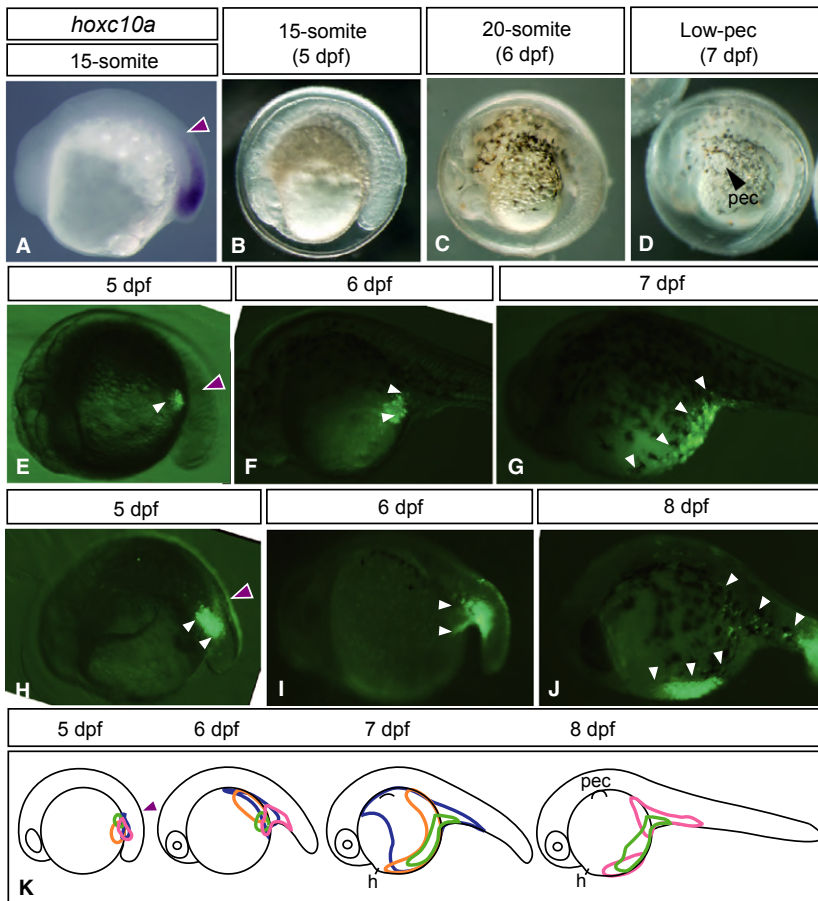 hoxc10a
15-somite
15-somite
(5 dpf)
20-somite
(6 dpf)
Low-pec
(7 dpf)
A
B
C
pec
D
5 dpf
6 dpf
7 dpf
E
F
G
5 dpf
6 dpf
8 dpf
H
I
J
5 dpf
6 dpf
7 dpf
8 dpf
pec
h
h
K